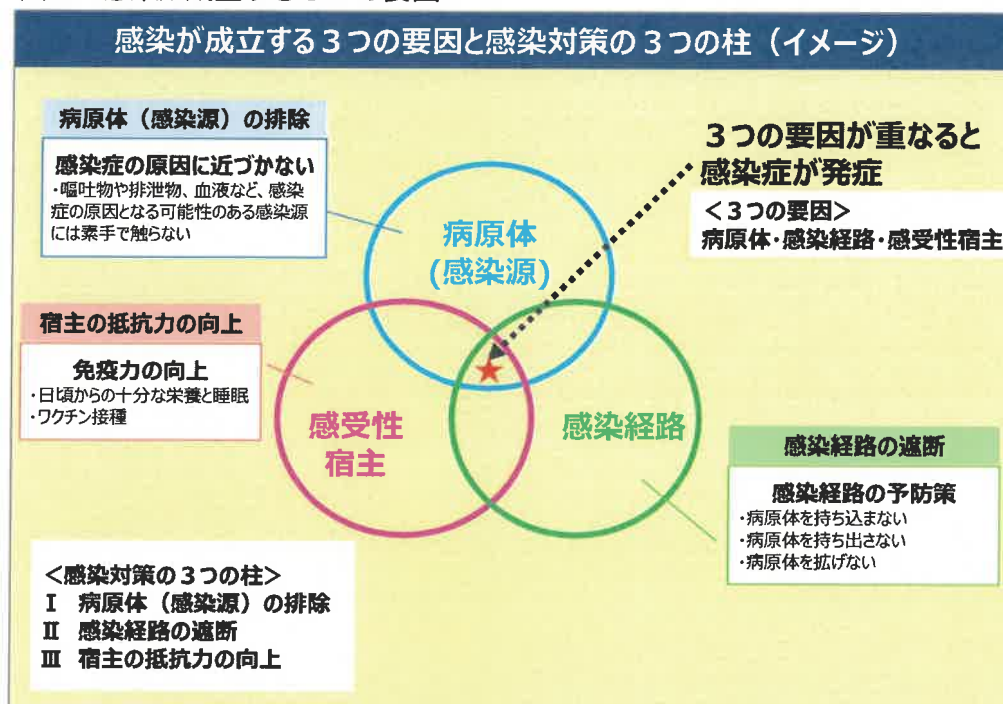 感染が成立する３つの要因と感染対策の３つの柱（イメージ）
病原体（感染源）の排除
感染症の原因に近づかない
・嘔吐物や排泄物、血液など、感染
症の原因となる可能性のある感染源
には素手で触らない
３つの要因が重なると
感染症が発症
＜３つの要因＞
病原体・感染経路・感受性宿主
病原体
(感染源)
宿主の抵抗力の向上
免疫力の向上
・日頃からの十分な栄養と睡眠
・ワクチン接種
感受性
宿主
感染経路
感染経路の遮断
感染経路の予防策
・病原体を持ち込まない
・病原体を持ち出さない
・病原体を拡げない
＜感染対策の３つの柱＞
Ⅰ 病原体（感染源）の排除
Ⅱ 感染経路の遮断
Ⅲ 宿主の抵抗力の向上